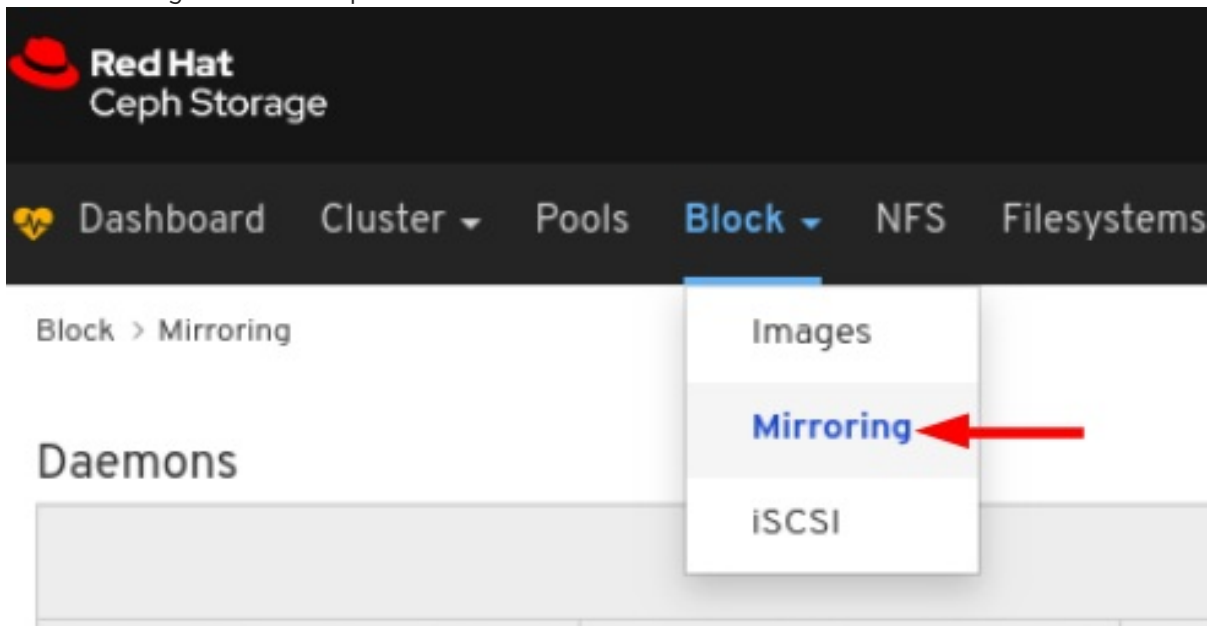 Red Hat
Ceph Storage
Dashboard Cluster Pools Block NFS Filesystems
Block > Mirroring
Images
Mirroring
Daemons
iSCSI